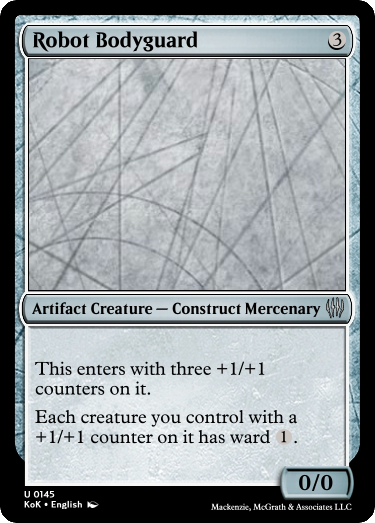 Robot Bodyguard 3
Artifact Creature — Construct Mercenary
This enters with three +1/+1
counters on it.
Each creature you control with a
+1/+1 counter on it has ward 1.
0/0
U 0145
KoK • English
Mackenzie, McGrath & Associates LLC